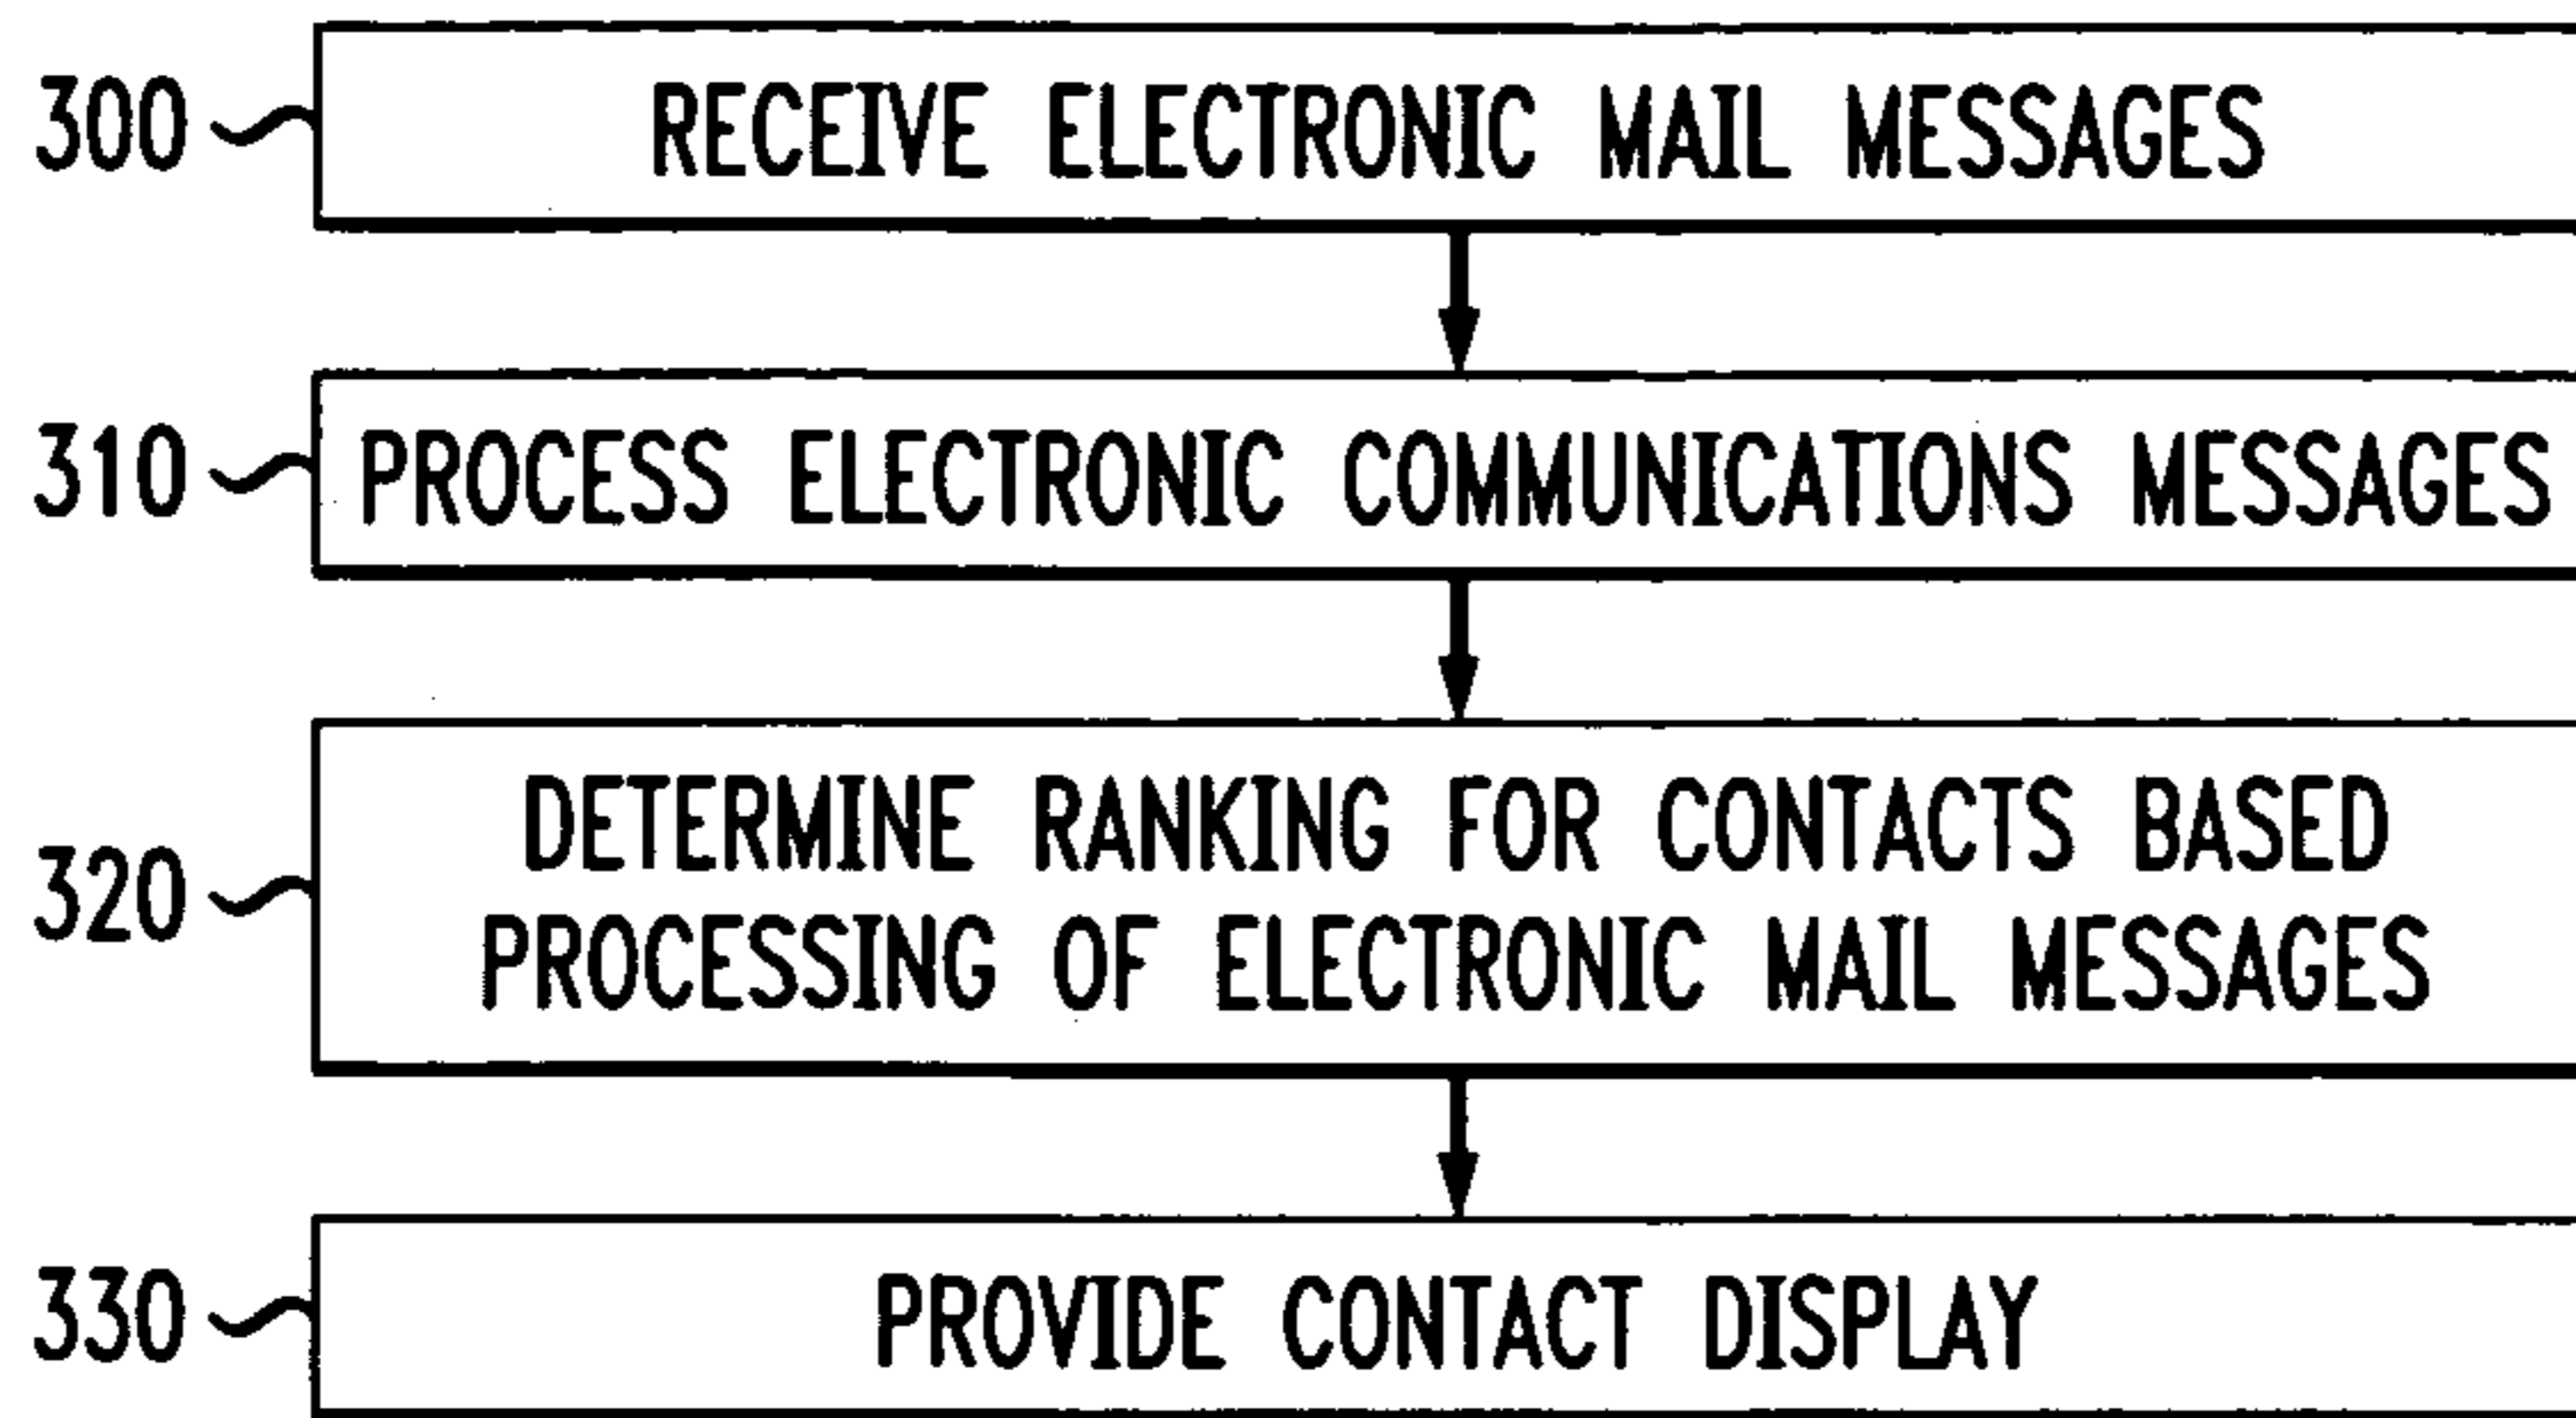 300 RECEIVE ELECTRONIC MAIL MESSAGES
310 PROCESS ELECTRONIC COMMUNICATIONS MESSAGES
320 DETERMINE RANKING FOR CONTACTS BASED
PROCESSING OF ELECTRONIC MAIL MESSAGES
330 PROVIDE CONTACT DISPLAY